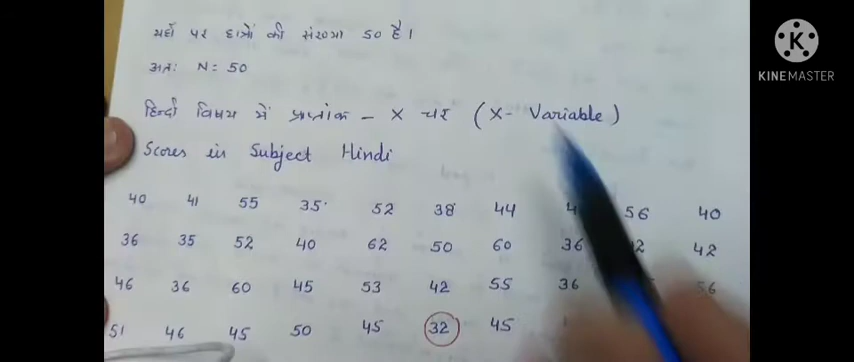 यहाँ पर छात्रों की संख्या 50 है।
अतः N = 50
हिन्दी विषय में प्राप्तांक - X चर (X- Variable)
Scores in Subject Hindi
40 41 55 35 52 38 44 56 40
36 35 52 40 62 50 60 36 42
46 36 60 45 53 42 55 36 56
51 46 45 50 45 32 45
K
KINEMASTER